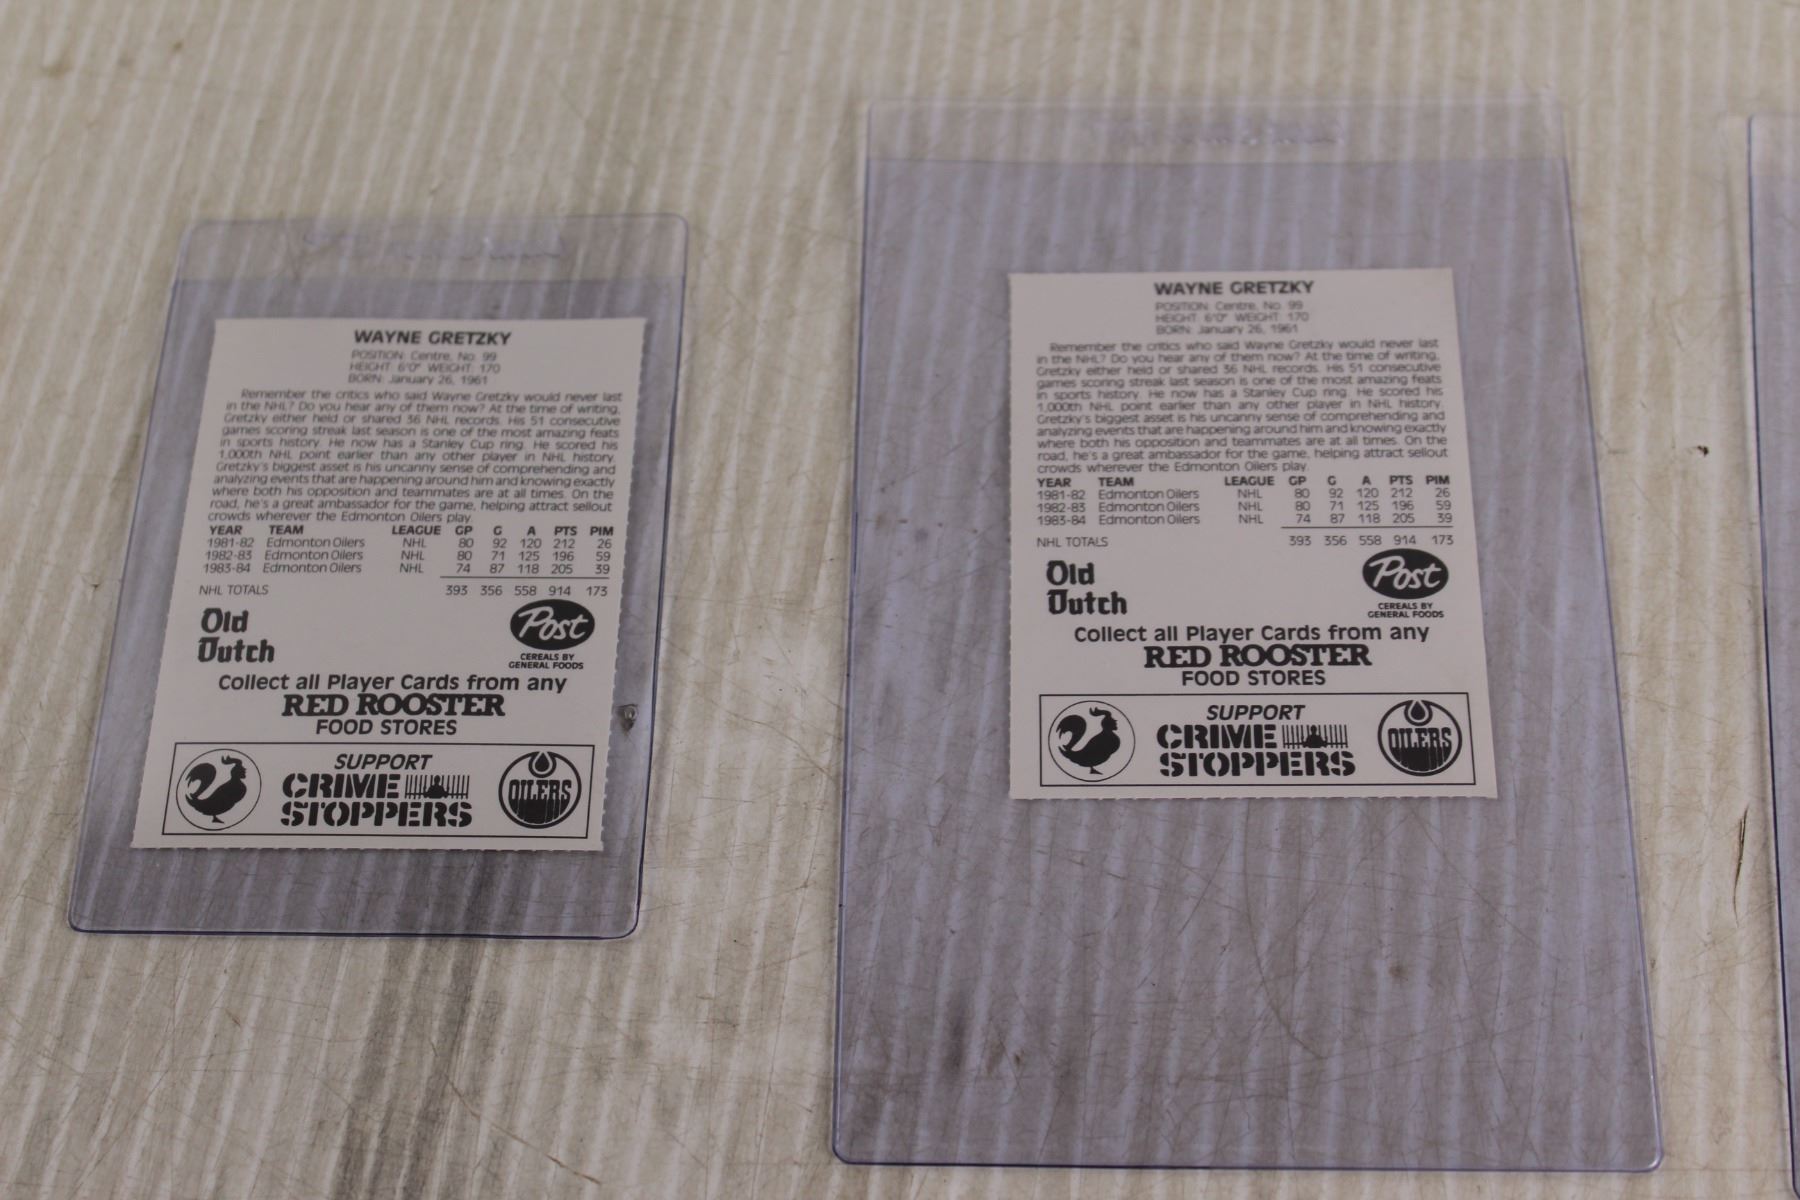 WAYNE GRETZKY
POSITION: Centre, No. 99
HEIGHT: 6'0" WEIGHT: 170
BORN: January 26, 1961
Remember the critics who said Wayne Gretzky would never last
in the NHL? Do you hear any of them now? At the time of writing,
Gretzky either held or shared 36 NHL records. His 51 consecutive
games scoring streak last season is one of the most amazing feats
in sports history. He now has a Stanley Cup ring. He scored his
1,000th NHL point earlier than any other player in NHL history.
Gretzky's biggest asset is his uncanny sense of comprehending and
analyzing events that are happening around him and knowing exactly
where both his opposition and teammates are at all times. On the
road, he's a great ambassador for the game, helping attract sellout
crowds wherever the Edmonton Oilers play.
YEAR TEAM LEAGUE GP G A PTS PIM
1981-82 Edmonton Oilers NHL 80 92 120 212 26
1982-83 Edmonton Oilers NHL 80 71 125 196 59
1983-84 Edmonton Oilers NHL 74 87 118 205 39
NHL TOTALS 393 356 558 914 173
Old
Dutch
Post
CEREALS BY
GENERAL FOODS
Collect all Player Cards from any
RED ROOSTER
FOOD STORES
SUPPORT
CRIME
STOPPERS
OILERS
WAYNE GRETZKY
POSITION: Centre, No. 99
HEIGHT: 6'0" WEIGHT: 170
BORN: January 26, 1961
Remember the critics who said Wayne Gretzky would never last
in the NHL? Do you hear any of them now? At the time of writing,
Gretzky either held or shared 36 NHL records. His 51 consecutive
games scoring streak last season is one of the most amazing feats
in sports history. He now has a Stanley Cup ring. He scored his
1,000th NHL point earlier than any other player in NHL history.
Gretzky's biggest asset is his uncanny sense of comprehending and
analyzing events that are happening around him and knowing exactly
where both his opposition and teammates are at all times. On the
road, he's a great ambassador for the game, helping attract sellout
crowds wherever the Edmonton Oilers play.
YEAR TEAM LEAGUE GP G A PTS PIM
1981-82 Edmonton Oilers NHL 80 92 120 212 26
1982-83 Edmonton Oilers NHL 80 71 125 196 59
1983-84 Edmonton Oilers NHL 74 87 118 205 39
NHL TOTALS 393 356 558 914 173
Old
Dutch
Post
CEREALS BY
GENERAL FOODS
Collect all Player Cards from any
RED ROOSTER
FOOD STORES
SUPPORT
CRIME
STOPPERS
OILERS